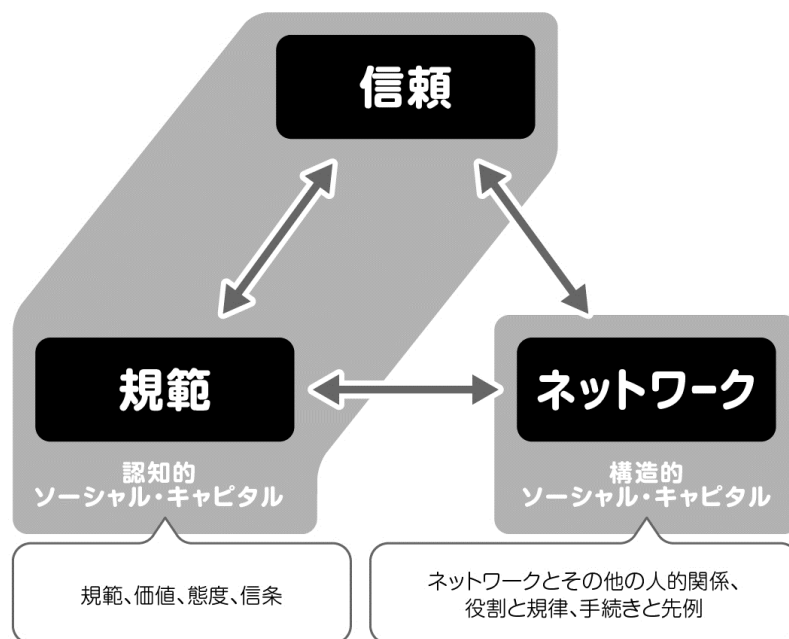 信頼
規範
ネットワーク
認知的
ソーシャル・キャピタル
構造的
ソーシャル・キャピタル
規範、価値、態度、信条
ネットワークとその他の人的関係、
役割と規律、手続きと先例